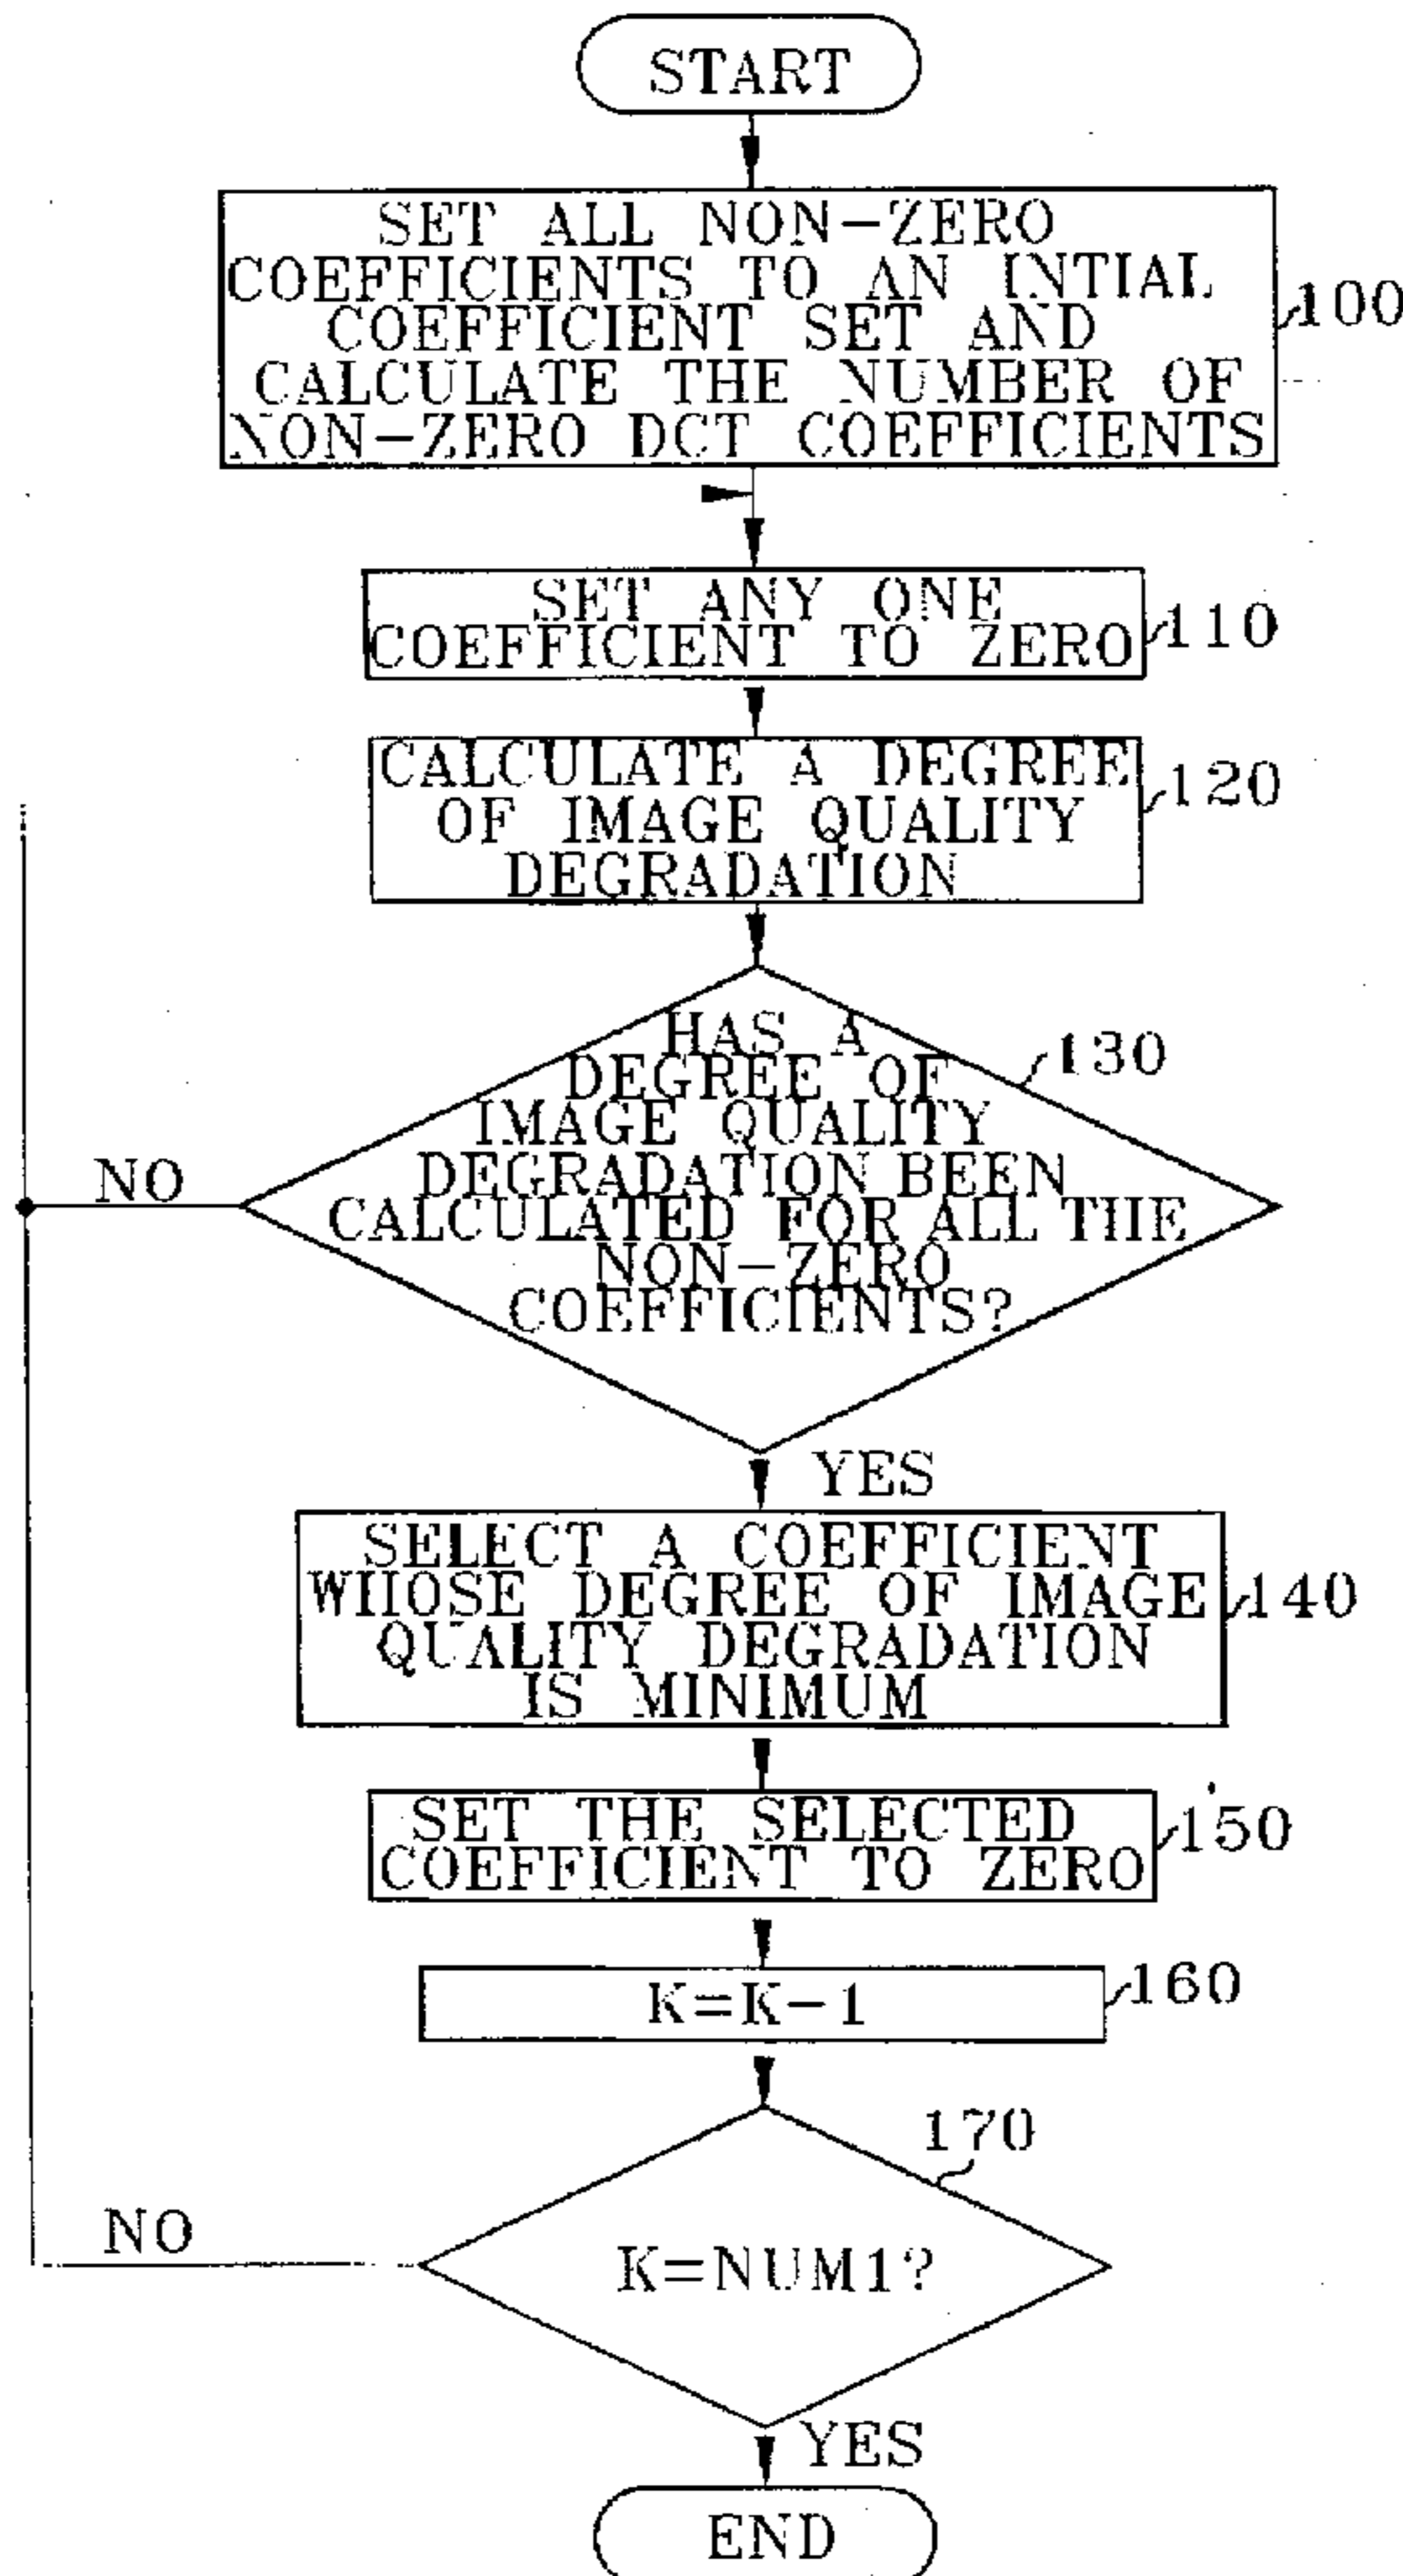 START
SET ALL NON-ZERO
COEFFICIENTS TO AN INTIAL
COEFFICIENT SET AND
CALCULATE THE NUMBER OF
NON-ZERO DCT COEFFICIENTS
100
SET ANY ONE
COEFFICIENT TO ZERO
110
CALCULATE A DEGREE
OF IMAGE QUALITY
DEGRADATION
120
HAS A
DEGREE OF
IMAGE QUALITY
DEGRADATION BEEN
CALCULATED FOR ALL THE
NON-ZERO
COEFFICIENTS?
130
NO
YES
SELECT A COEFFICIENT
WHOSE DEGREE OF IMAGE
QUALITY DEGRADATION
IS MINIMUM
140
SET THE SELECTED
COEFFICIENT TO ZERO
150
K=K-1
160
170
K=NUM1?
NO
YES
END